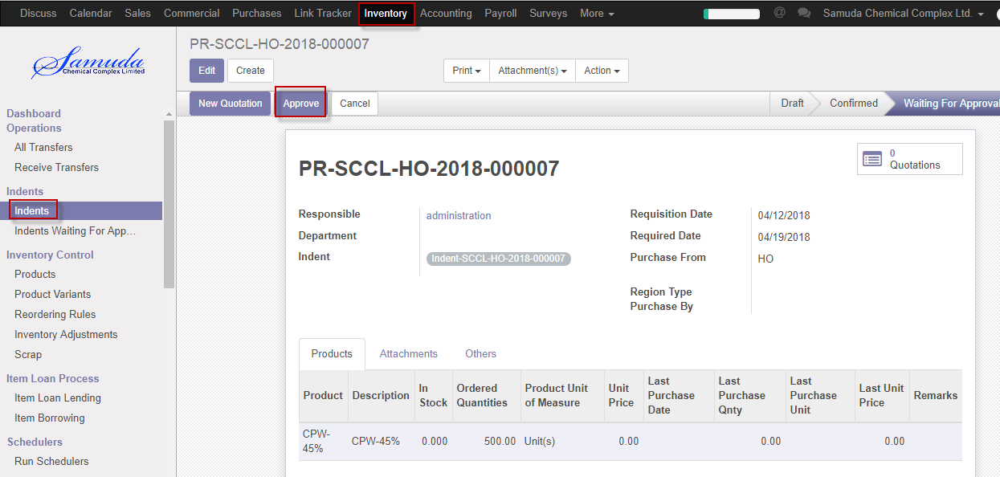 Discuss Calendar Sales Commercial Purchases Link Tracker Inventory Accounting Payroll Surveys More @ Samuda Chemical Complex Ltd.
Samuda
Chemical Complex Limited
Dashboard
Operations
All Transfers
Receive Transfers
Indents
Indents
Indents Waiting For App...
Inventory Control
Products
Product Variants
Reordering Rules
Inventory Adjustments
Scrap
Item Loan Process
Item Loan Lending
Item Borrowing
Schedulers
Run Schedulers
PR-SCCL-HO-2018-000007
Edit Create Print Attachment(s) Action
New Quotation Approve Cancel Draft Confirmed Waiting For Approval
0
Quotations
PR-SCCL-HO-2018-000007
Responsible administration
Department
Indent Indent-SCCL-HO-2018-000007
Requisition Date 04/12/2018
Required Date 04/19/2018
Purchase From HO
Region Type
Purchase By
Products Attachments Others
Product Description In Stock Ordered Quantities Product Unit of Measure Unit Price Last Purchase Date Last Purchase Qnty Last Purchase Unit Last Unit Price Remarks
CPW-45% CPW-45% 0.000 500.00 Unit(s) 0.00 0.00 0.00